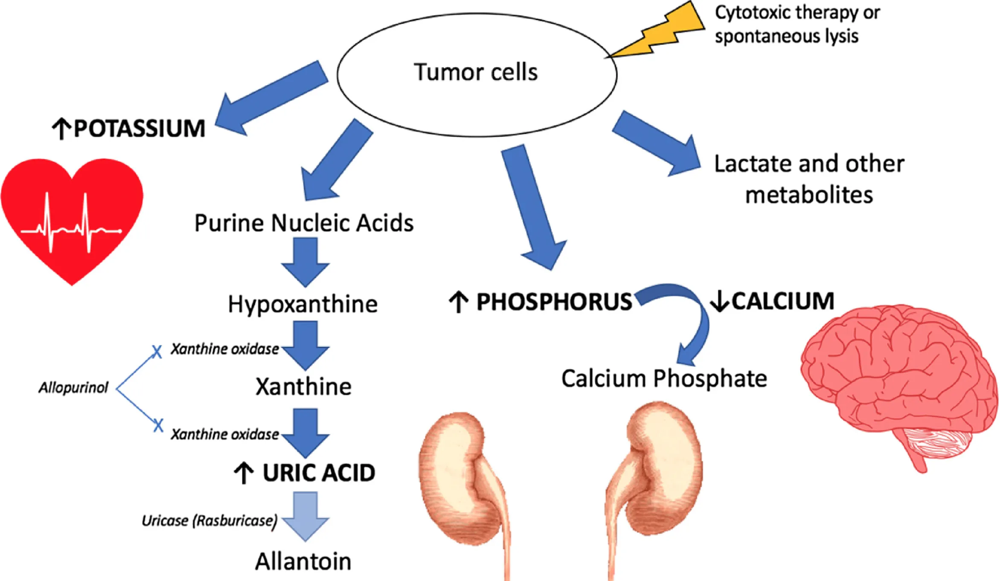 Cytotoxic therapy or
spontaneous lysis
Tumor cells
↑POTASSIUM
Lactate and other
metabolites
Purine Nucleic Acids
Hypoxanthine
↑ PHOSPHORUS
↓CALCIUM
X Xanthine oxidase
Calcium Phosphate
Allopurinol
Xanthine
X Xanthine oxidase
↑ URIC ACID
Uricase (Rasburicase)
Allantoin